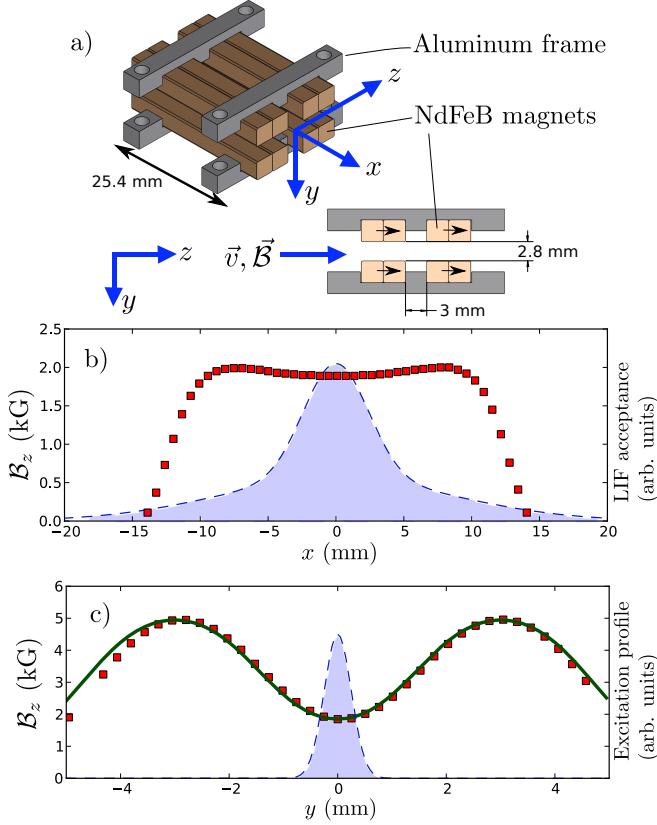 a)
Aluminum frame
z
NdFeB magnets
x
y
25.4 mm
z
y
v⃗, ℬ⃗
2.8 mm
3 mm
b)
ℬz (kG)
2.5
2.0
1.5
1.0
0.5
0.0
−20 −15 −10 −5 0 5 10 15 20
x (mm)
LIF acceptance
(arb. units)
c)
ℬz (kG)
6
5
4
3
2
1
0
−4 −2 0 2 4
y (mm)
Excitation profile
(arb. units)